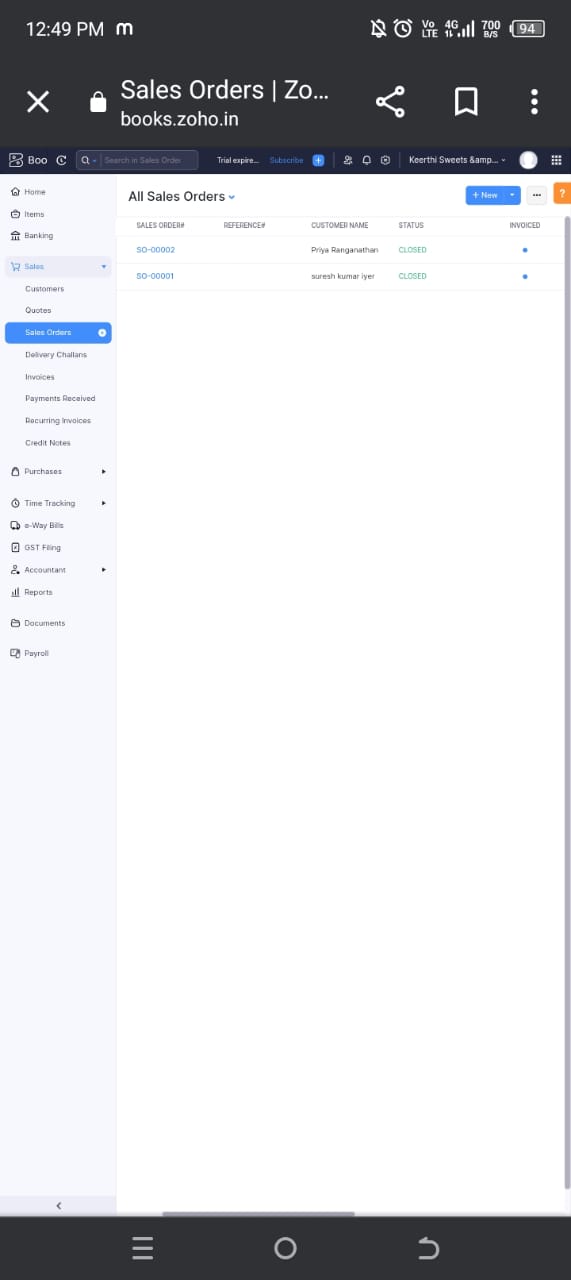 12:49 PM m
Vo LTE 4G 700 B/S 94
Sales Orders | Zo...
books.zoho.in
Boo Search in Sales Order Trial expire... Subscribe Keerthi Sweets &amp... 
Home
Items
Banking
Sales
Customers
Quotes
Sales Orders
Delivery Challans
Invoices
Payments Received
Recurring Invoices
Credit Notes
Purchases
Time Tracking
e-Way Bills
GST Filing
Accountant
Reports
Documents
Payroll
All Sales Orders + New ... ?
SALES ORDER# REFERENCE# CUSTOMER NAME STATUS INVOICED
SO-00002 Priya Ranganathan CLOSED
SO-00001 suresh kumar iyer CLOSED